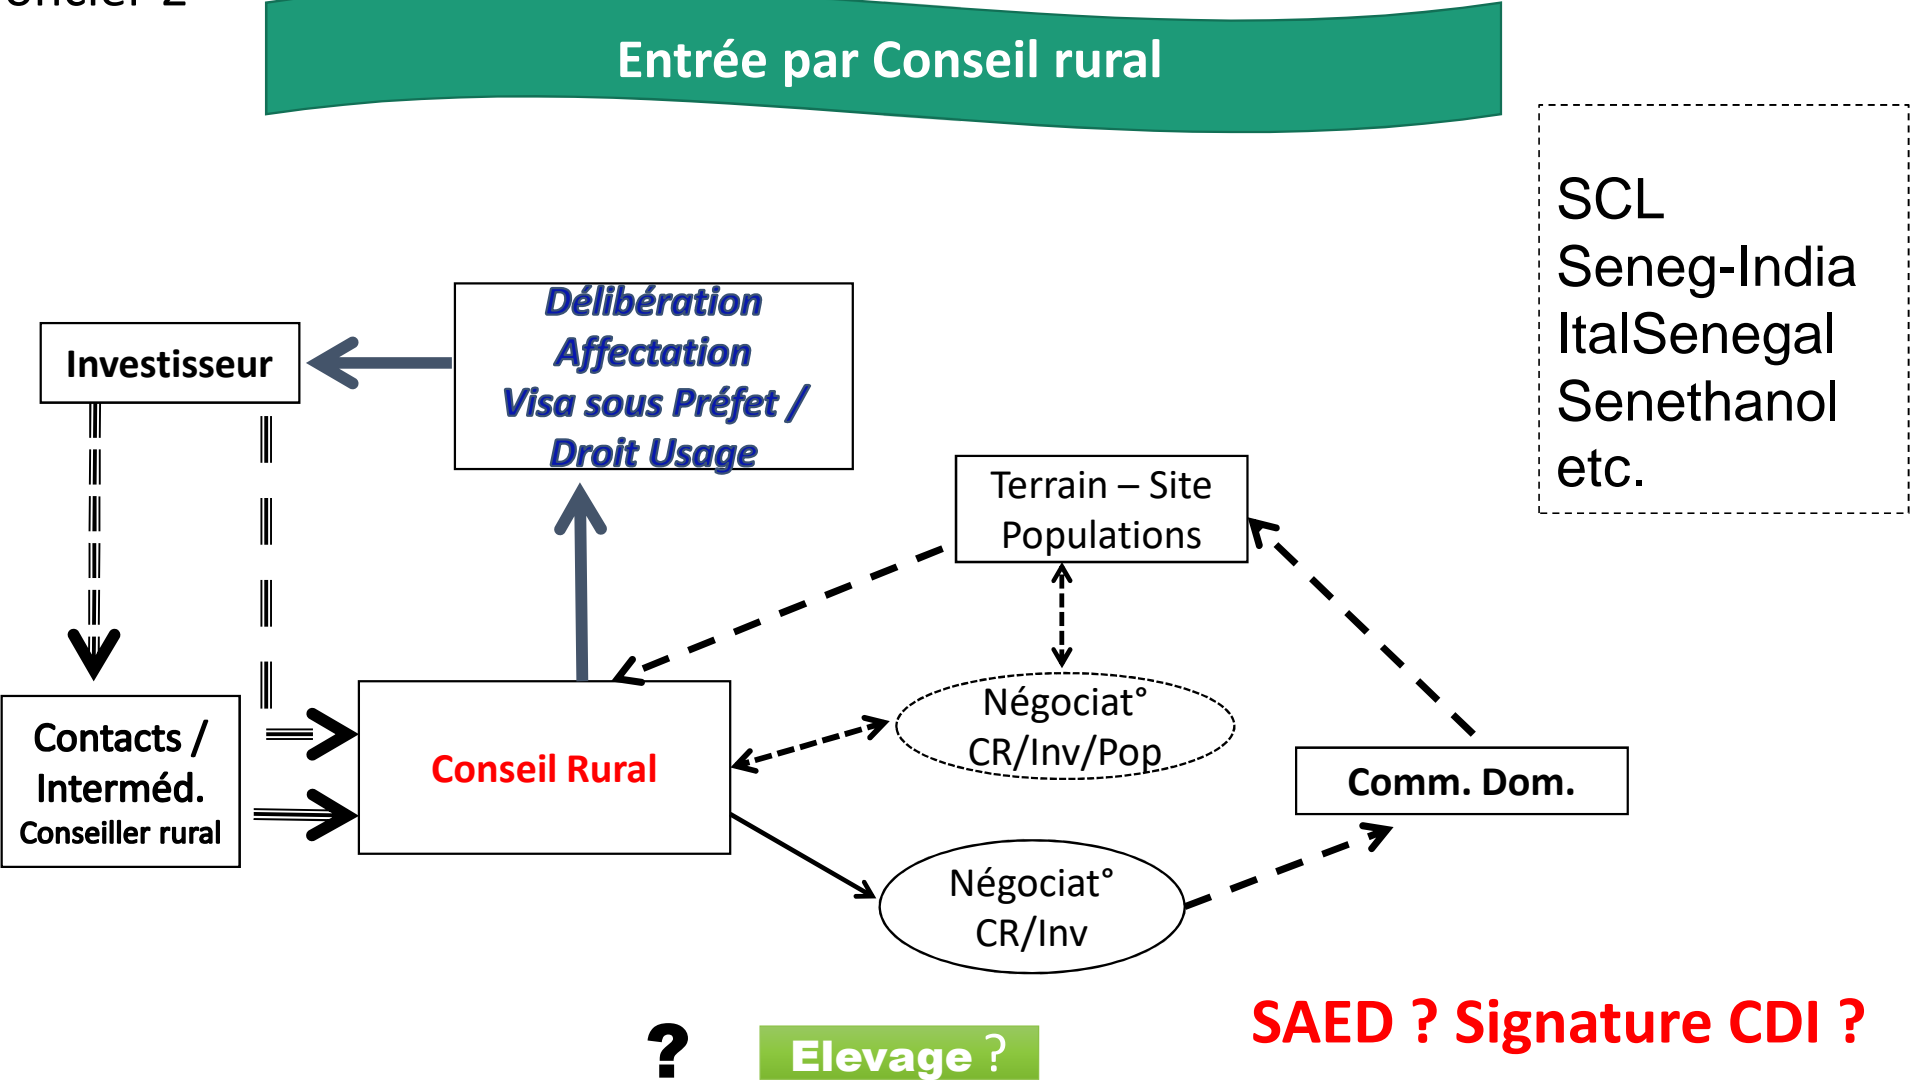 Entrée par Conseil rural
SCL
Seneg-India
ItalSenegal
Senethanol
etc.
Délibération
Affectation
Visa sous Préfet /
Droit Usage
Investisseur
Terrain – Site
Populations
Négociat°
CR/Inv/Pop
Contacts /
Interméd.
Conseiller rural
Conseil Rural
Comm. Dom.
Négociat°
CR/Inv
SAED ? Signature CDI ?
?
Elevage ?